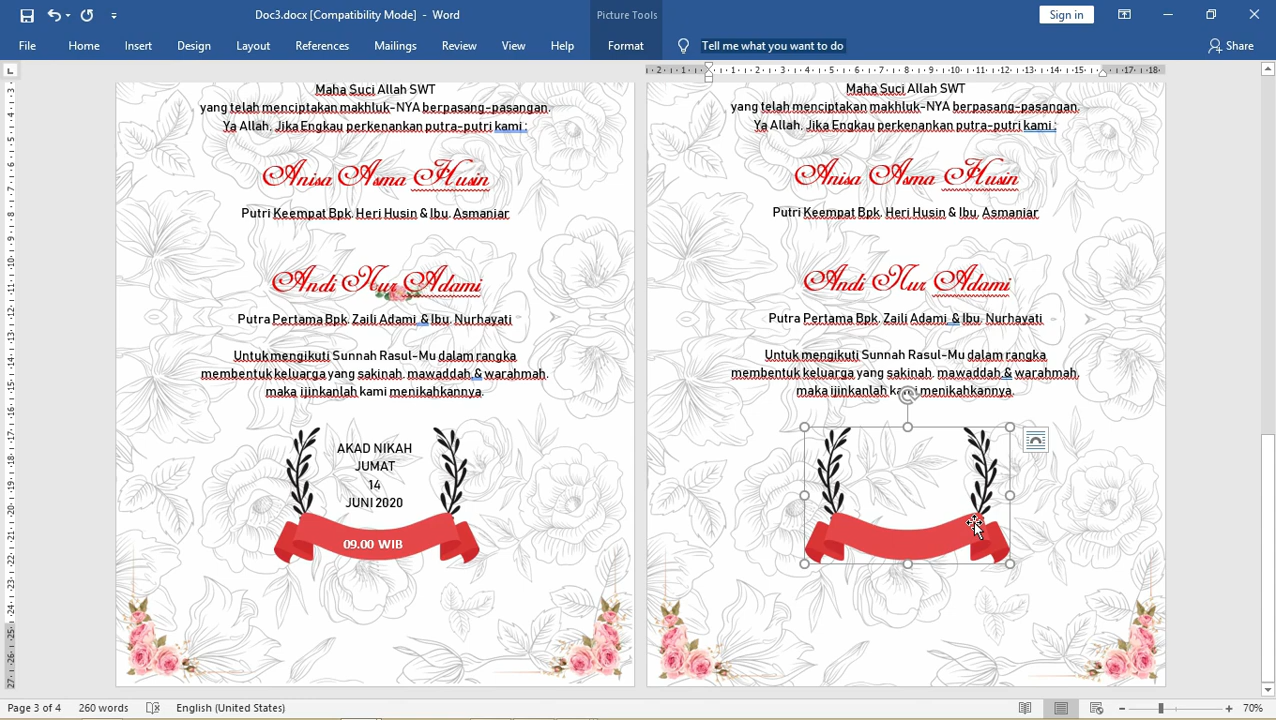 Doc3.docx [Compatibility Mode] - Word
Picture Tools
Sign in
File
Home
Insert
Design
Layout
References
Mailings
Review
View
Help
Format
Tell me what you want to do
Share
Maha Suci Allah SWT
yang telah menciptakan makhluk-NYA berpasang-pasangan.
Ya Allah, Jika Engkau perkenankan putra-putri kami :
Anisa Asma Husin
Putri Keempat Bpk. Heri Husin & Ibu. Asmaniar
Andi Nur Adami
Putra Pertama Bpk. Zaili Adami & Ibu. Nurhayati
Untuk mengikuti Sunnah Rasul-Mu dalam rangka
membentuk keluarga yang sakinah, mawaddah & warahmah,
maka ijinkanlah kami menikahkannya.
AKAD NIKAH
JUMAT
14
JUNI 2020
09.00 WIB
Maha Suci Allah SWT
yang telah menciptakan makhluk-NYA berpasang-pasangan.
Ya Allah, Jika Engkau perkenankan putra-putri kami :
Anisa Asma Husin
Putri Keempat Bpk. Heri Husin & Ibu. Asmaniar
Andi Nur Adami
Putra Pertama Bpk. Zaili Adami & Ibu. Nurhayati
Untuk mengikuti Sunnah Rasul-Mu dalam rangka
membentuk keluarga yang sakinah, mawaddah & warahmah,
maka ijinkanlah kami menikahkannya.
Page 3 of 4
260 words
English (United States)
70%